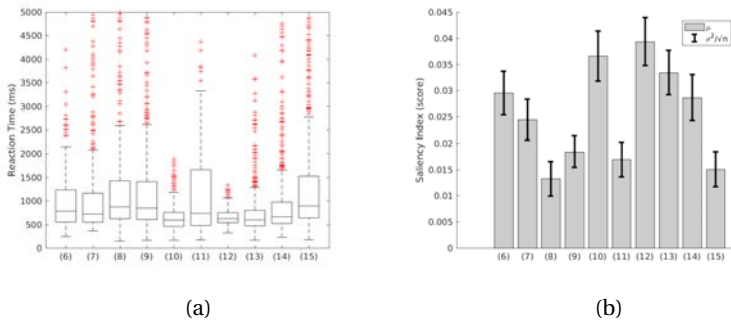 5000
4500
4000
3500
3000
2500
2000
1500
1000
500
0
Reaction Time (ms)
(6) (7) (8) (9) (10) (11) (12) (13) (14) (15)
(a)
0.045
0.04
0.035
0.03
0.025
0.02
0.015
0.01
0.005
0
Saliency Index (score)
μ
σ²/√n
(6) (7) (8) (9) (10) (11) (12) (13) (14) (15)
(b)